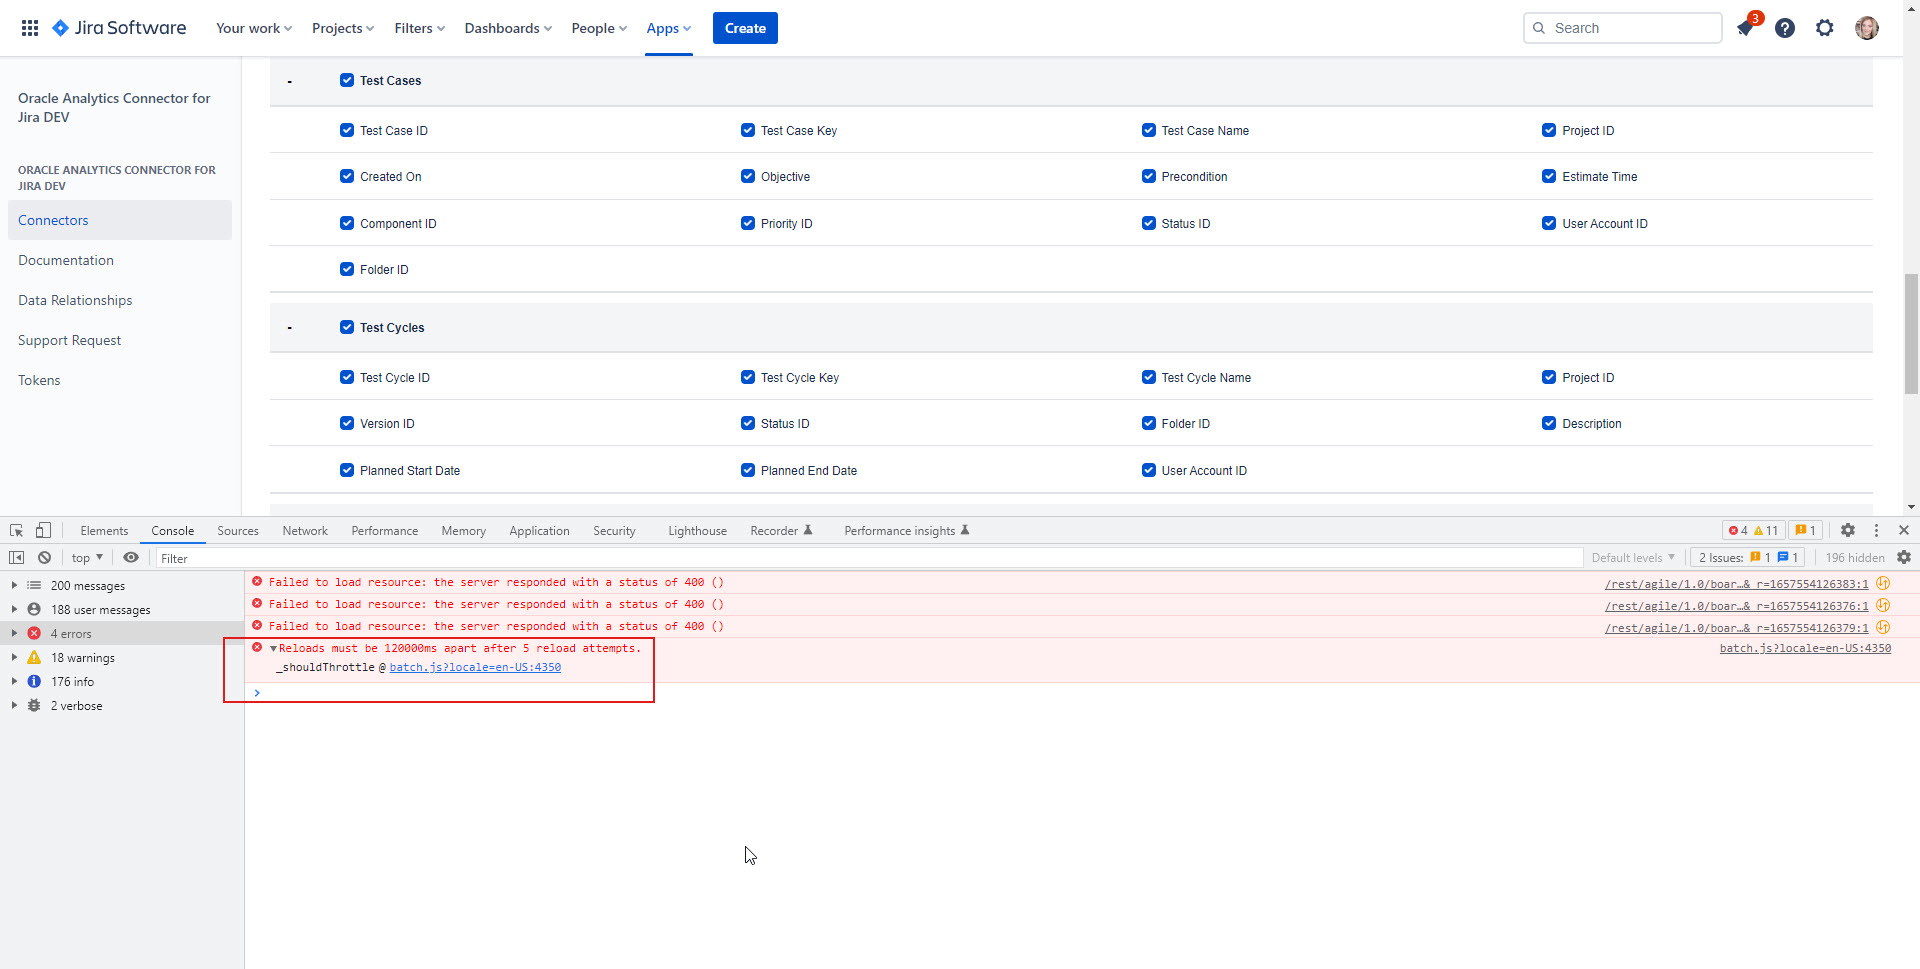 Jira Software Your work Projects Filters Dashboards People Apps Create Search 3
Oracle Analytics Connector for
Jira DEV
ORACLE ANALYTICS CONNECTOR FOR
JIRA DEV
Connectors
Documentation
Data Relationships
Support Request
Tokens
- Test Cases
Test Case ID Test Case Key Test Case Name Project ID
Created On Objective Precondition Estimate Time
Component ID Priority ID Status ID User Account ID
Folder ID
- Test Cycles
Test Cycle ID Test Cycle Key Test Cycle Name Project ID
Version ID Status ID Folder ID Description
Planned Start Date Planned End Date User Account ID
Elements Console Sources Network Performance Memory Application Security Lighthouse Recorder Performance insights 4 11 1
top Filter Default levels 2 Issues: 1 1 196 hidden
200 messages
188 user messages
4 errors
18 warnings
176 info
2 verbose
Failed to load resource: the server responded with a status of 400 () /rest/agile/1.0/boar…&_r=1657554126383:1
Failed to load resource: the server responded with a status of 400 () /rest/agile/1.0/boar…&_r=1657554126376:1
Failed to load resource: the server responded with a status of 400 () /rest/agile/1.0/boar…&_r=1657554126379:1
Reloads must be 120000ms apart after 5 reload attempts. batch.js?locale=en-US:4350
_shouldThrottle @ batch.js?locale=en-US:4350